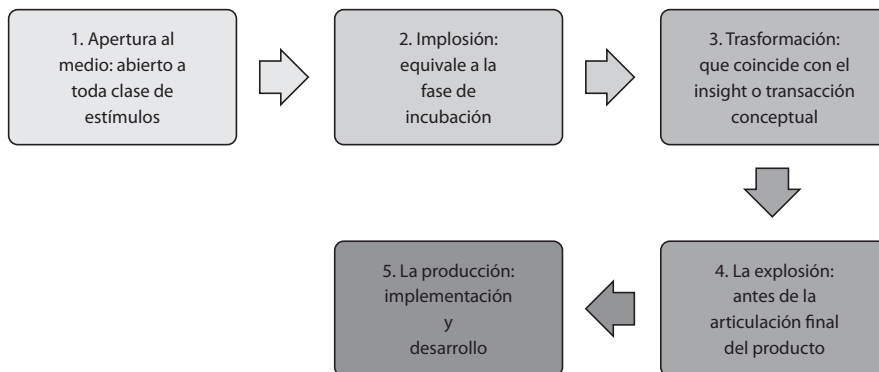 1. Apertura al
medio: abierto a
toda clase de
estímulos
2. Implosión:
equivale a la
fase de
incubación
3. Trasformación:
que coincide con el
insight o transacción
conceptual
4. La explosión:
antes de la
articulación final
del producto
5. La producción:
implementación
y
desarrollo